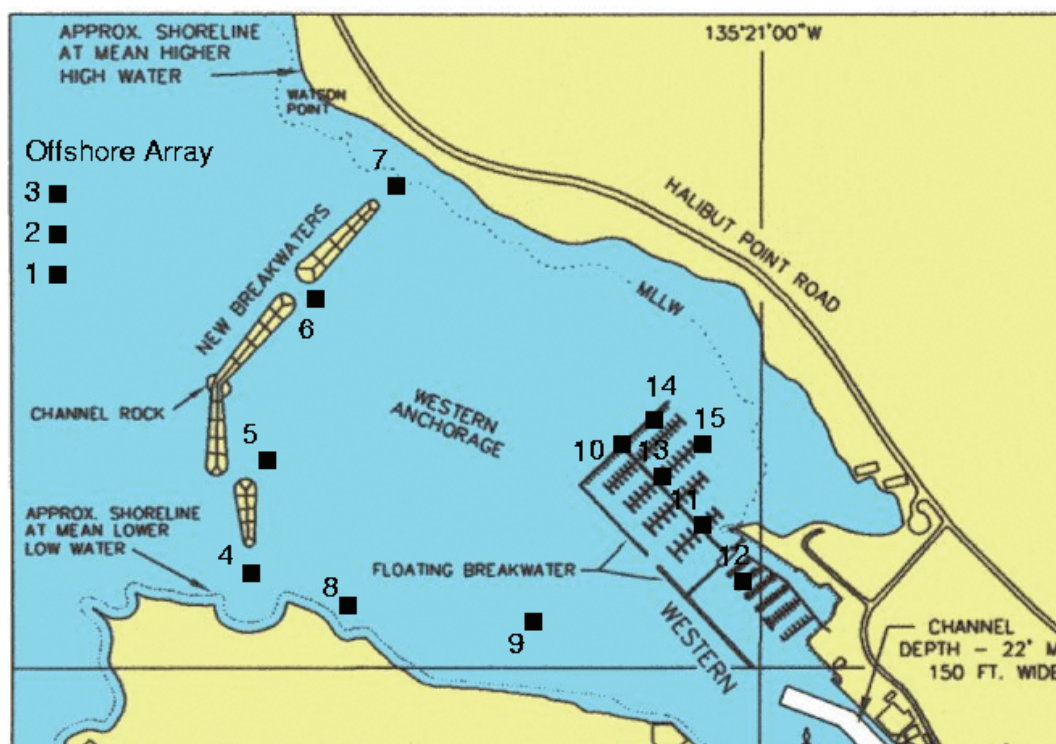 APPROX. SHORELINE
AT MEAN HIGHER
HIGH WATER
135°21'00"W
WATSON
POINT
Offshore Array
7
3
2
1
HALIBUT POINT ROAD
NEW BREAKWATERS
MLLW
6
CHANNEL ROCK
WESTERN
ANCHORAGE
14
15
10
13
5
11
APPROX. SHORELINE
AT MEAN LOWER
LOW WATER
4
FLOATING BREAKWATER
12
8
9
WESTERN
CHANNEL
DEPTH - 22' M
150 FT. WIDE